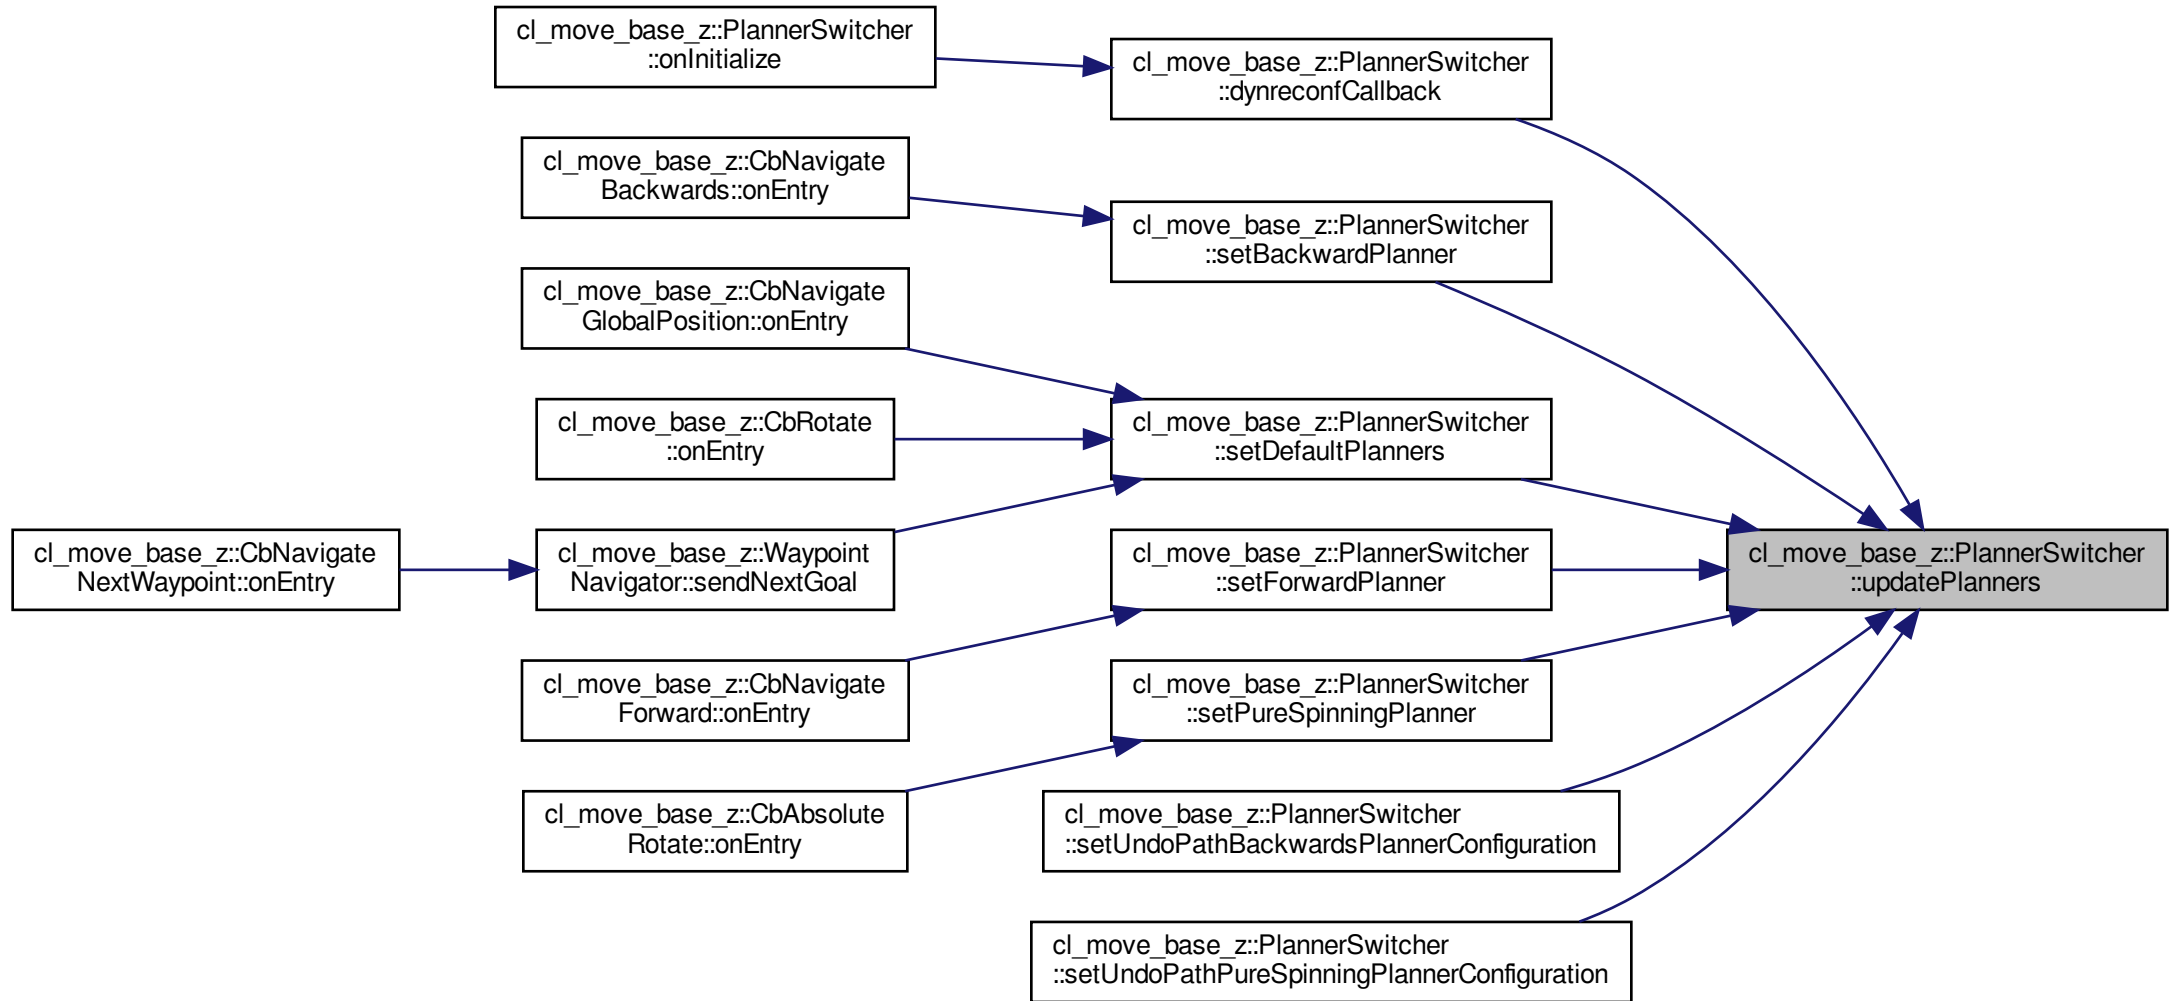 cl_move_base_z::PlannerSwitcher
::onInitialize
cl_move_base_z::PlannerSwitcher
::dynreconfCallback
cl_move_base_z::CbNavigate
Backwards::onEntry
cl_move_base_z::PlannerSwitcher
::setBackwardPlanner
cl_move_base_z::CbNavigate
GlobalPosition::onEntry
cl_move_base_z::CbRotate
::onEntry
cl_move_base_z::PlannerSwitcher
::setDefaultPlanners
cl_move_base_z::CbNavigate
NextWaypoint::onEntry
cl_move_base_z::Waypoint
Navigator::sendNextGoal
cl_move_base_z::PlannerSwitcher
::setForwardPlanner
cl_move_base_z::PlannerSwitcher
::updatePlanners
cl_move_base_z::CbNavigate
Forward::onEntry
cl_move_base_z::PlannerSwitcher
::setPureSpinningPlanner
cl_move_base_z::CbAbsolute
Rotate::onEntry
cl_move_base_z::PlannerSwitcher
::setUndoPathBackwardsPlannerConfiguration
cl_move_base_z::PlannerSwitcher
::setUndoPathPureSpinningPlannerConfiguration